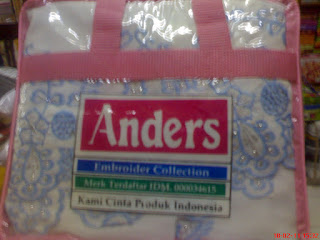 Anders
Embroider Collection
Merk Terdaftar IDM. 000034615
Kami Cinta Produk Indonesia